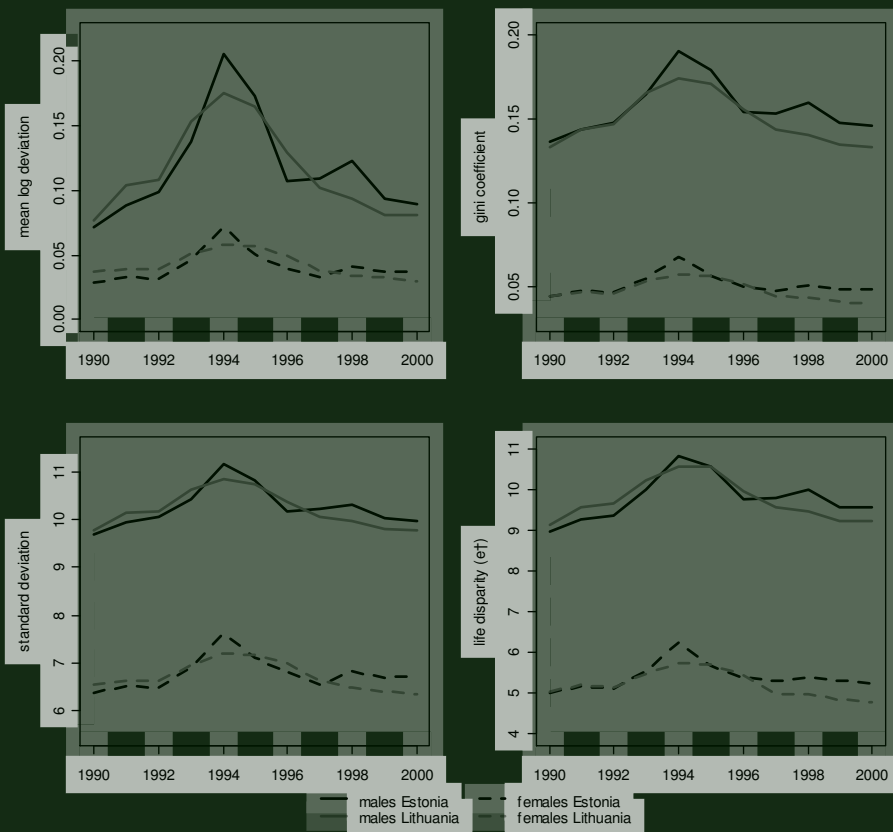 mean log deviation
0.20
0.15
0.10
0.05
0.00
1990 1992 1994 1996 1998 2000
gini coefficient
0.20
0.15
0.10
0.05
1990 1992 1994 1996 1998 2000
standard deviation
11
10
9
8
7
6
1990 1992 1994 1996 1998 2000
life disparity (e†)
11
10
9
8
7
6
5
4
1990 1992 1994 1996 1998 2000
males Estonia females Estonia
males Lithuania females Lithuania